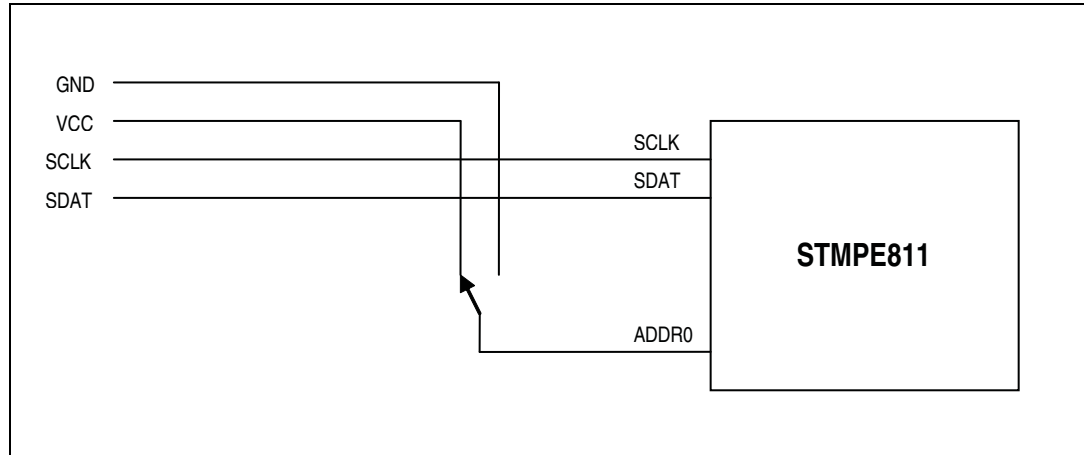 GND
VCC
SCLK
SDAT
SCLK
SDAT
STMPE811
ADDR0